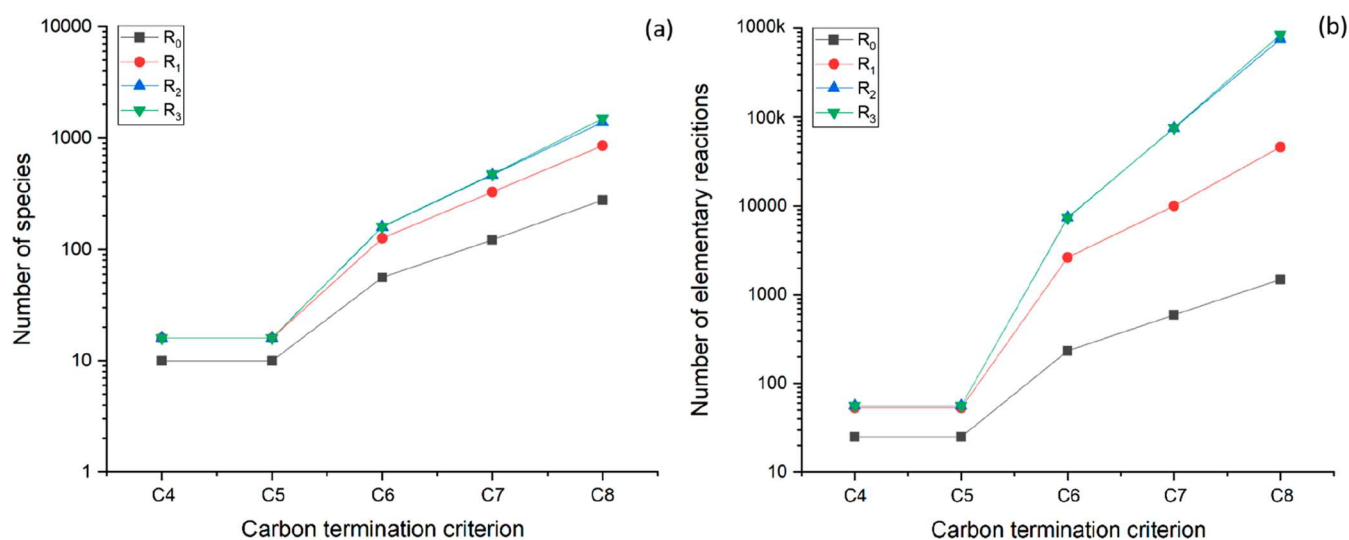 (a)
R0
R1
R2
R3
10000
1000
100
10
1
Number of species
C4 C5 C6 C7 C8
Carbon termination criterion
(b)
R0
R1
R2
R3
1000k
100k
10000
1000
100
10
Number of elementary reacitions
C4 C5 C6 C7 C8
Carbon termination criterion